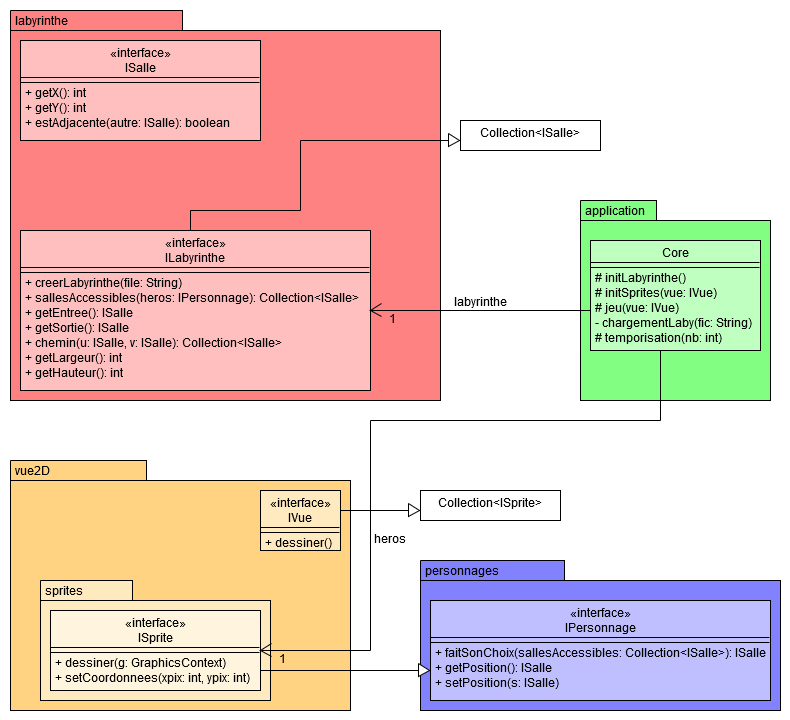 labyrinthe
«interface»
ISalle
+ getX(): int
+ getY(): int
+ estAdjacente(autre: ISalle): boolean
Collection<ISalle>
application
Core
# initLabyrinthe()
# initSprites(vue: IVue)
# jeu(vue: IVue)
- chargementLaby(fic: String)
# temporisation(nb: int)
«interface»
ILabyrinthe
+ creerLabyrinthe(file: String)
+ sallesAccessibles(heros: IPersonnage): Collection<ISalle>
+ getEntree(): ISalle
+ getSortie(): ISalle
+ chemin(u: ISalle, v: ISalle): Collection<ISalle>
+ getLargeur(): int
+ getHauteur(): int
labyrinthe
1
vue2D
«interface»
IVue
+ dessiner()
Collection<ISprite>
heros
1
sprites
«interface»
ISprite
+ dessiner(g: GraphicsContext)
+ setCoordonnees(xpix: int, ypix: int)
personnages
«interface»
IPersonnage
+ faitSonChoix(sallesAccessibles: Collection<ISalle>): ISalle
+ getPosition(): ISalle
+ setPosition(s: ISalle)